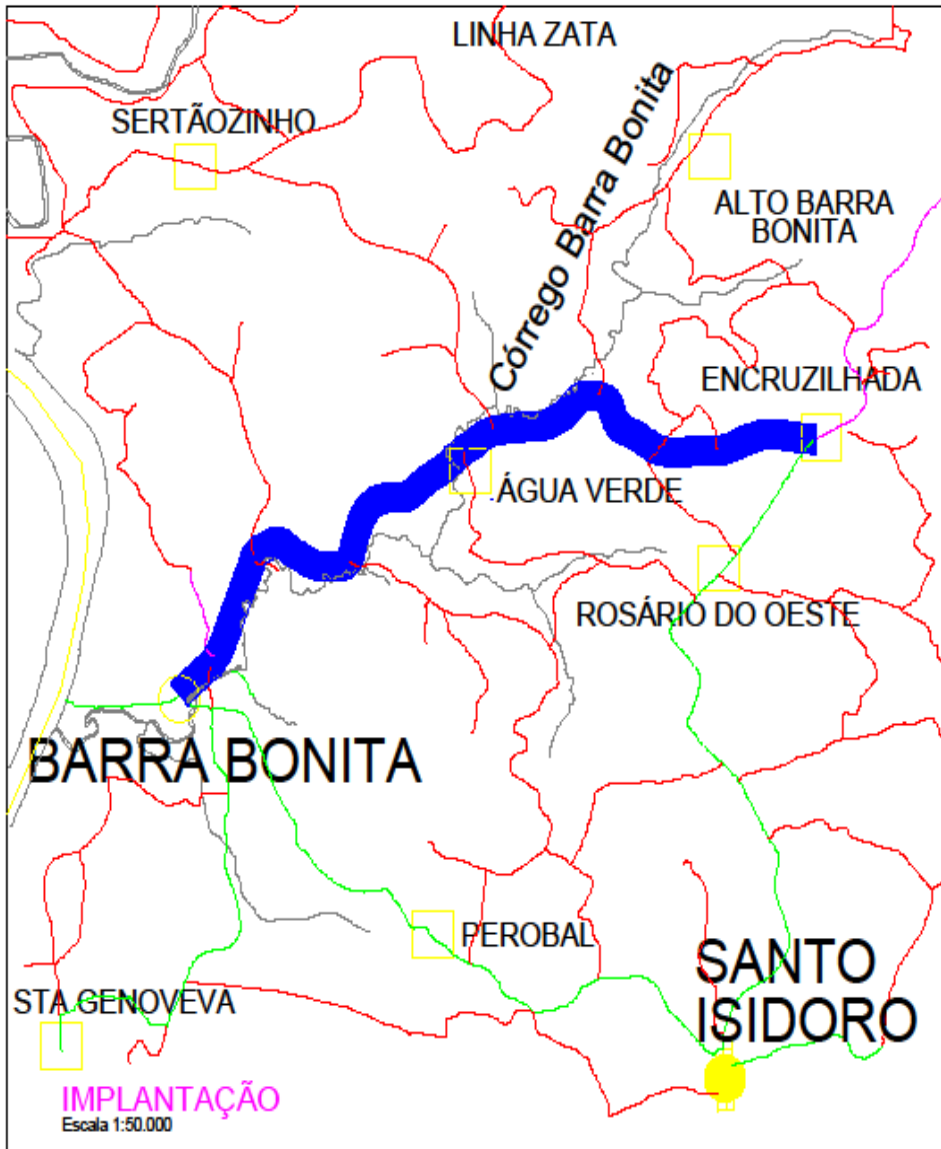 LINHA ZATA
SERTÃOZINHO
Córrego Barra Bonita
ALTO BARRA
BONITA
ENCRUZILHADA
ÁGUA VERDE
ROSÁRIO DO OESTE
BARRA BONITA
PEROBAL
SANTO
ISIDORO
STA GENOVEVA
IMPLANTAÇÃO
Escala 1:50.000